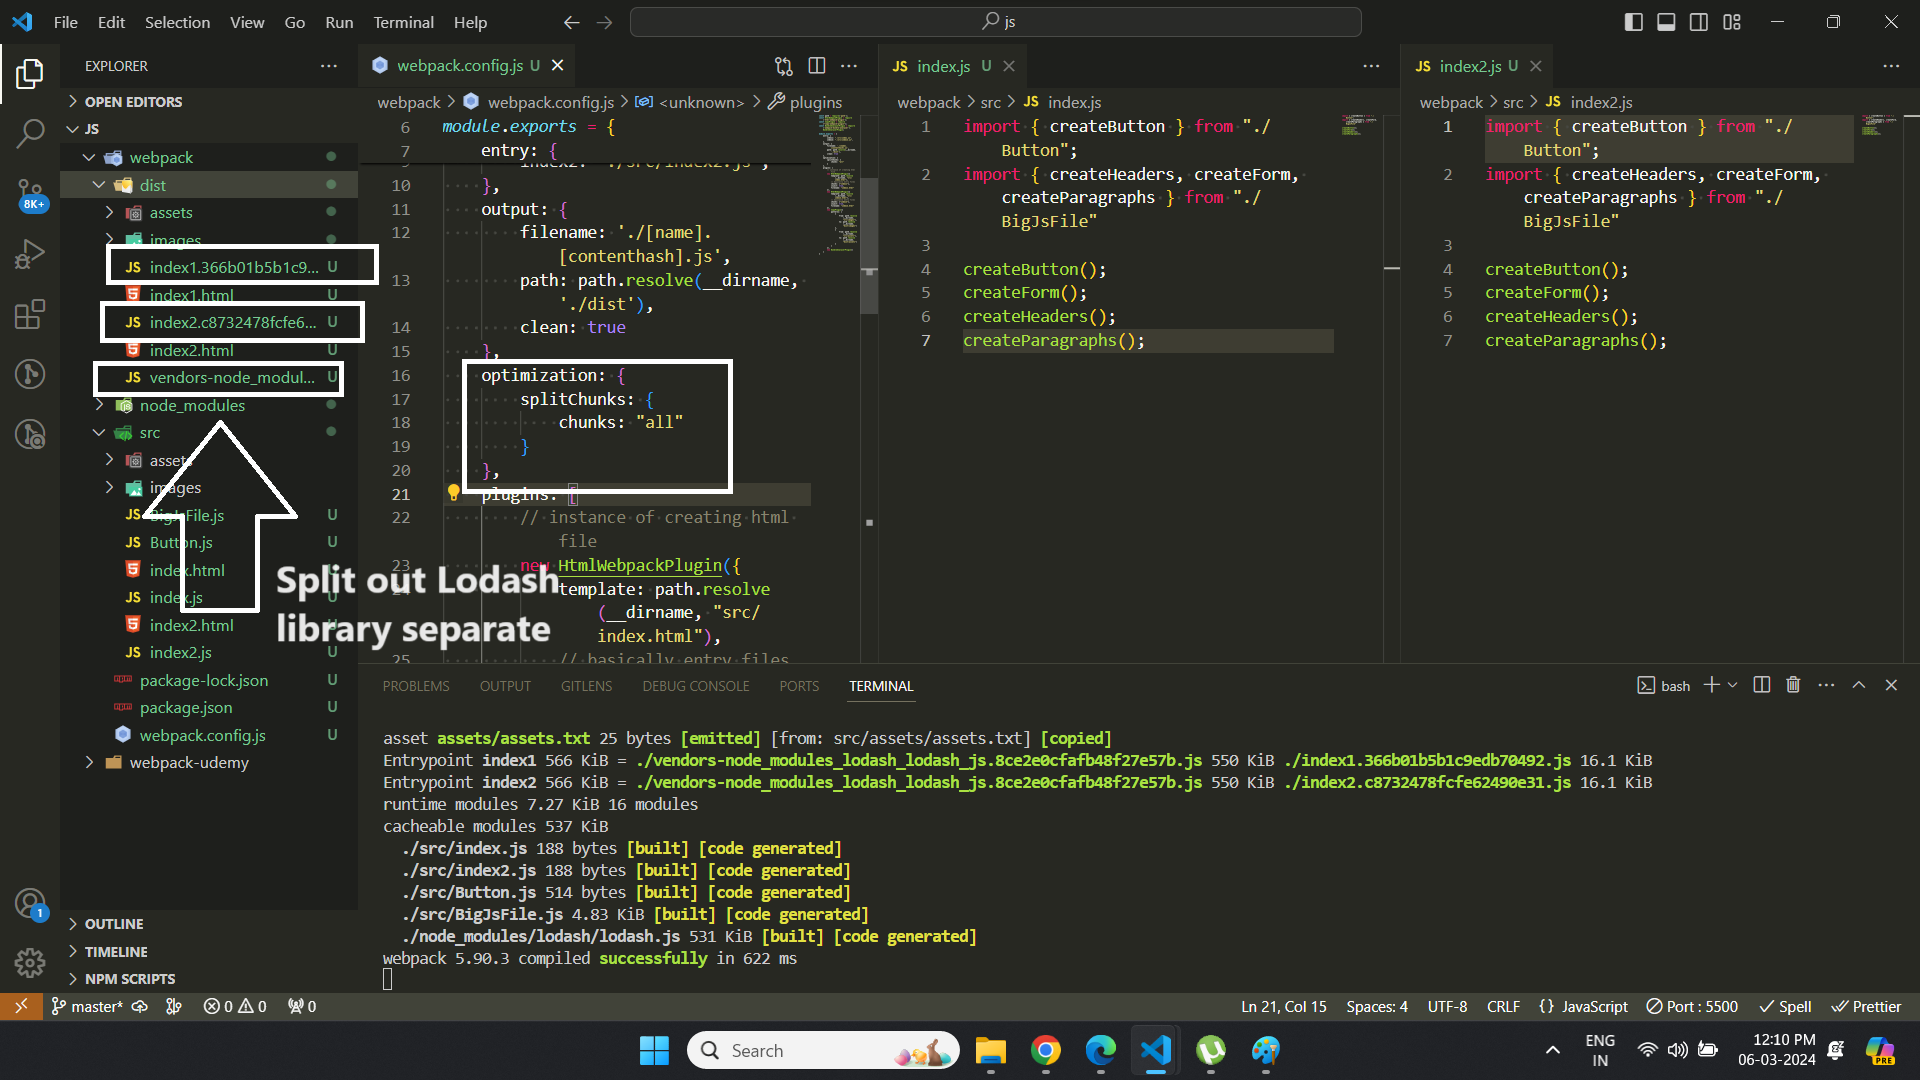 File Edit Selection View Go Run Terminal Help
js
EXPLORER
OPEN EDITORS
JS
webpack
dist
assets
images
index1.366b01b5b1c9... U
index1.html U
index2.c8732478fcfe6... U
index2.html U
vendors-node_modul... U
node_modules
src
assets
images
BigJsFile.js U
Button.js U
index.html U
index.js U
index2.html U
index2.js U
package-lock.json U
package.json U
webpack.config.js U
webpack-udemy
OUTLINE
TIMELINE
NPM SCRIPTS
8K+
1
Split out Lodash
library separate
webpack.config.js U
webpack > webpack.config.js > <unknown> > plugins
6 module.exports = {
7 entry: {
index2: './src/index2.js',
10 },
11 output: {
12 filename: './[name].
[contenthash].js',
13 path: path.resolve(__dirname,
'./dist'),
14 clean: true
15 },
16 optimization: {
17 splitChunks: {
18 chunks: "all"
19 }
20 },
21 plugins: [
22 // instance of creating html
file
23 new HtmlWebpackPlugin({
24 template: path.resolve
(__dirname, "src/
index.html"),
25 // basically entry files
index.js U
webpack > src > JS index.js
1 import { createButton } from "./
Button";
2 import { createHeaders, createForm,
createParagraphs } from "./
BigJsFile"
3
4 createButton();
5 createForm();
6 createHeaders();
7 createParagraphs();
index2.js U
webpack > src > JS index2.js
1 import { createButton } from "./
Button";
2 import { createHeaders, createForm,
createParagraphs } from "./
BigJsFile"
3
4 createButton();
5 createForm();
6 createHeaders();
7 createParagraphs();
PROBLEMS OUTPUT GITLENS DEBUG CONSOLE PORTS TERMINAL
bash
asset assets/assets.txt 25 bytes [emitted] [from: src/assets/assets.txt] [copied]
Entrypoint index1 566 KiB = ./vendors-node_modules_lodash_lodash_js.8ce2e0cfafb48f27e57b.js 550 KiB ./index1.366b01b5b1c9edb70492.js 16.1 KiB
Entrypoint index2 566 KiB = ./vendors-node_modules_lodash_lodash_js.8ce2e0cfafb48f27e57b.js 550 KiB ./index2.c8732478fcfe62490e31.js 16.1 KiB
runtime modules 7.27 KiB 16 modules
cacheable modules 537 KiB
./src/index.js 188 bytes [built] [code generated]
./src/index2.js 188 bytes [built] [code generated]
./src/Button.js 514 bytes [built] [code generated]
./src/BigJsFile.js 4.83 KiB [built] [code generated]
./node_modules/lodash/lodash.js 531 KiB [built] [code generated]
webpack 5.90.3 compiled successfully in 622 ms
master* 0 0 0 Ln 21, Col 15 Spaces: 4 UTF-8 CRLF {} JavaScript Port : 5500 Spell Prettier
Search
ENG
IN
12:10 PM
06-03-2024
PRE